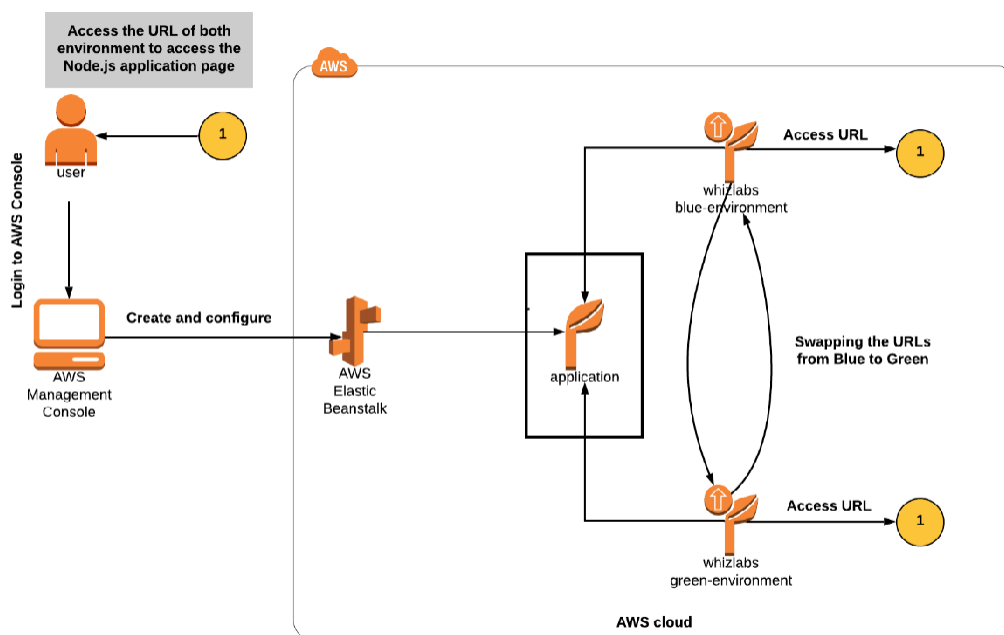 Access the URL of both
environment to access the
Node.js application page
AWS
1
user
Login to AWS Console
AWS
Management
Console
Create and configure
AWS
Elastic
Beanstalk
application
whizlabs
blue-environment
Access URL
1
Swapping the URLs
from Blue to Green
whizlabs
green-environment
Access URL
1
AWS cloud